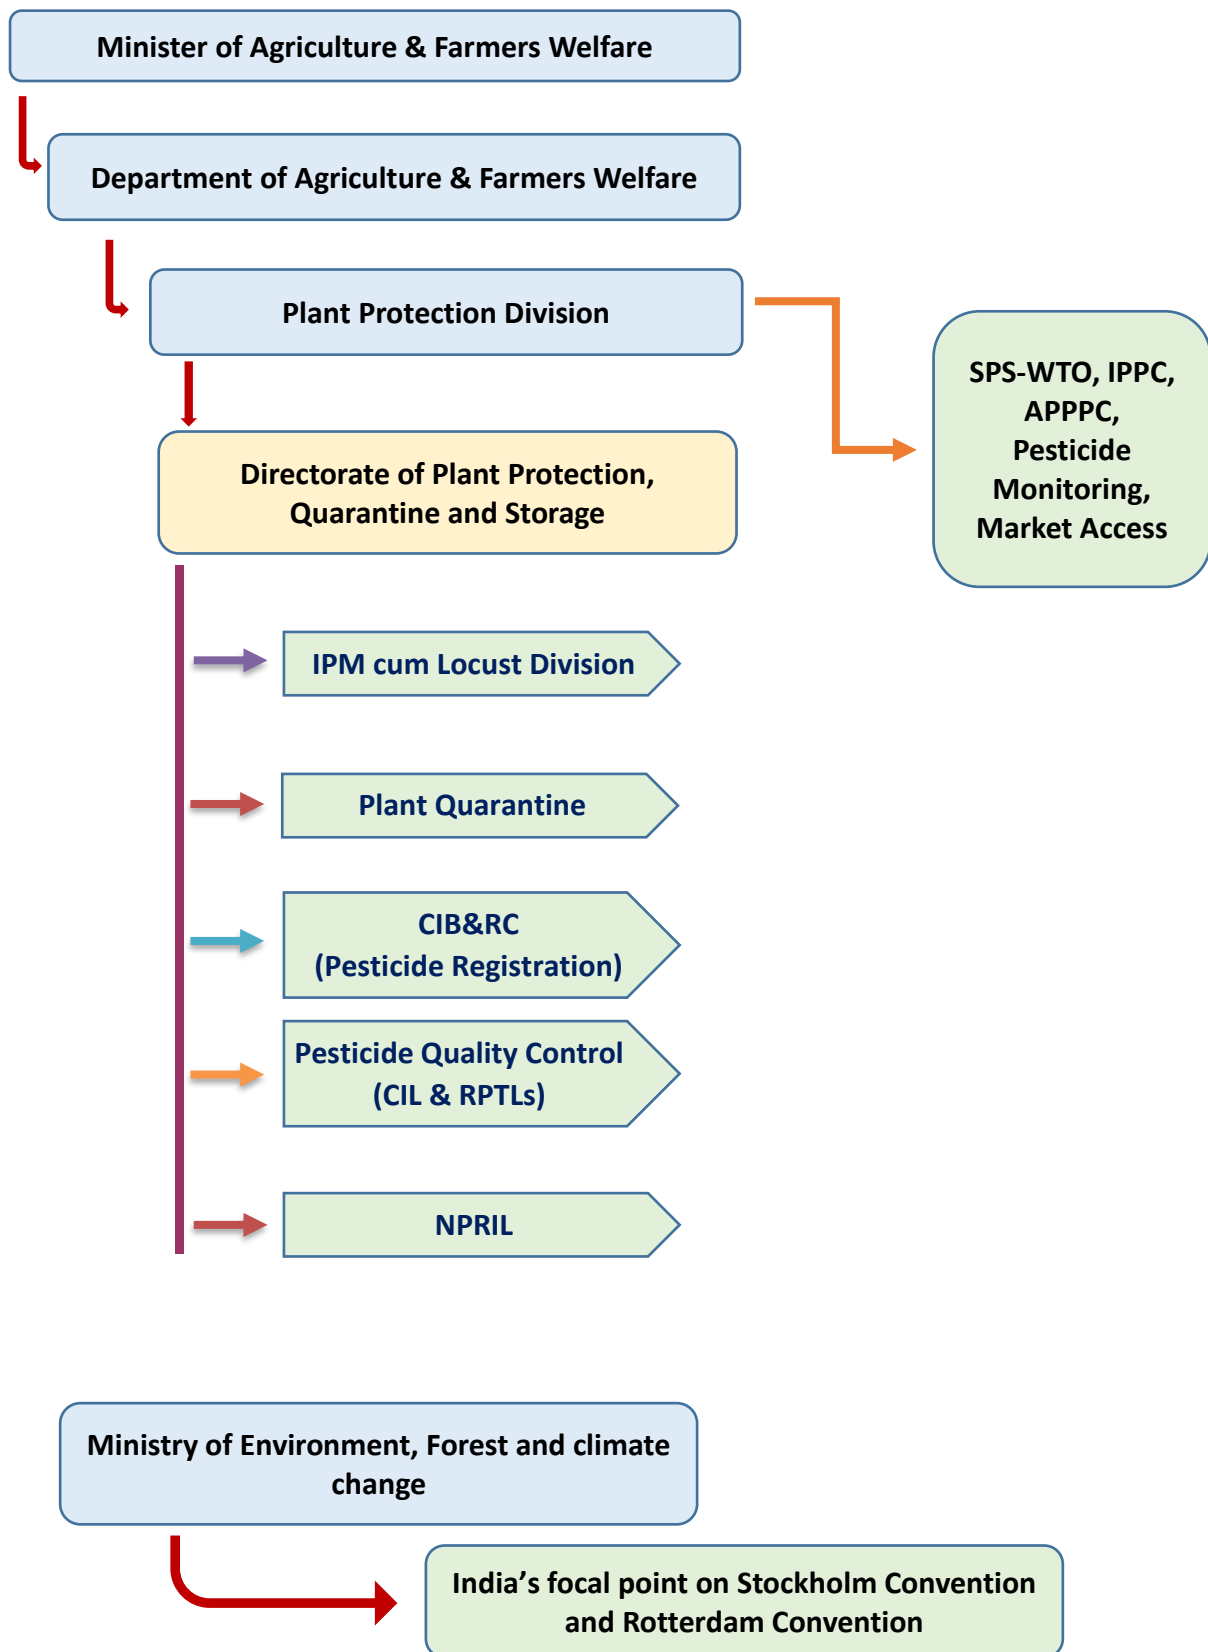 Minister of Agriculture & Farmers Welfare
Department of Agriculture & Farmers Welfare
Plant Protection Division
SPS-WTO, IPPC,
APPPC,
Pesticide
Monitoring,
Market Access
Directorate of Plant Protection,
Quarantine and Storage
IPM cum Locust Division
Plant Quarantine
CIB&RC
(Pesticide Registration)
Pesticide Quality Control
(CIL & RPTLs)
NPRIL
Ministry of Environment, Forest and climate
change
India’s focal point on Stockholm Convention
and Rotterdam Convention